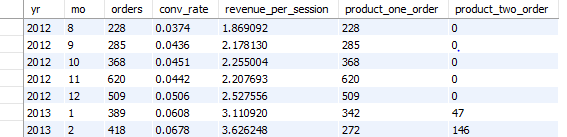 yr mo orders conv_rate revenue_per_session product_one_order product_two_order
2012 8 228 0.0374 1.869092 228 0
2012 9 285 0.0436 2.178130 285 0
2012 10 368 0.0451 2.255004 368 0
2012 11 620 0.0442 2.207693 620 0
2012 12 509 0.0506 2.527556 509 0
2013 1 389 0.0608 3.110920 342 47
2013 2 418 0.0678 3.626248 272 146